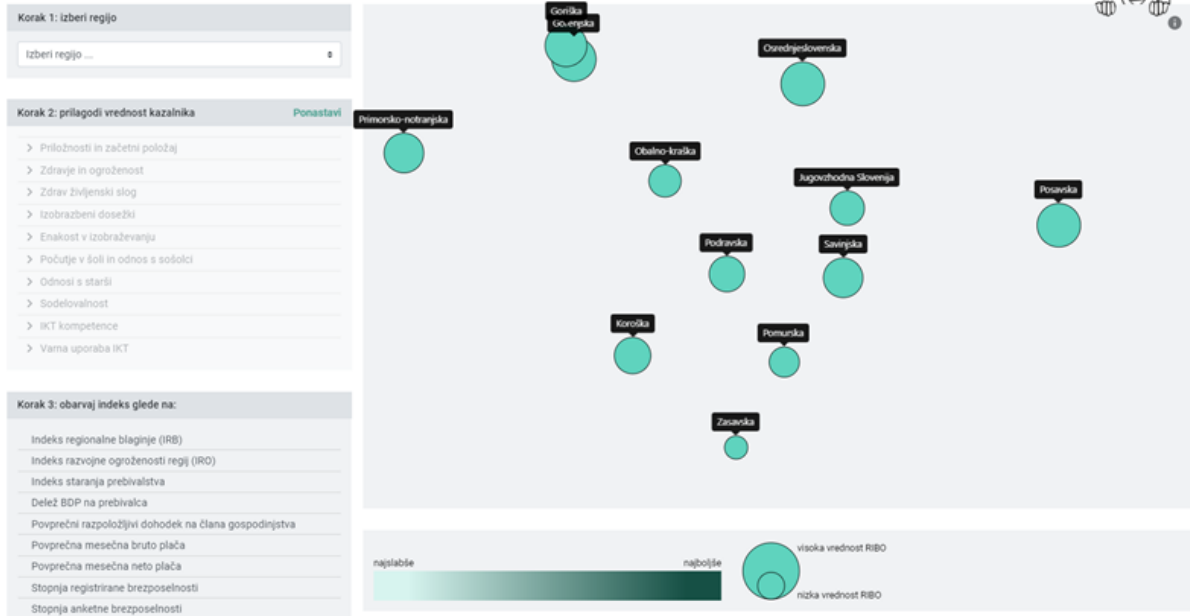 Korak 1: izberi regijo
Izberi regijo ...
Korak 2: prilagodi vrednost kazalnika
Ponastavi
Priložnosti in začetni položaj
Zdravje in ogroženost
Zdrav življenski slog
Izobrazbeni dosežki
Enakost v izobraževanju
Počutje v šoli in odnos s sošolci
Odnosi s starši
Sodelovalnost
IKT kompetence
Varna uporaba IKT
Korak 3: obarvaj indeks glede na:
Indeks regionalne blaginje (IRB)
Indeks razvojne ogroženosti regij (IRO)
Indeks staranja prebivalstva
Delež BDP na prebivalca
Povprečni razpoložljivi dohodek na člana gospodinjstva
Povprečna mesečna bruto plača
Povprečna mesečna neto plača
Stopnja registrirane brezposelnosti
Stopnja anketne brezposelnosti
Goriška
Gorenjska
Osrednjeslovenska
Primorsko-notranjska
Obalno-kraška
Jugovzhodna Slovenija
Posavska
Podravska
Savinjska
Koroška
Pomurska
Zasavska
najslabše
najboljše
visoka vrednost RIBO
nizka vrednost RIBO